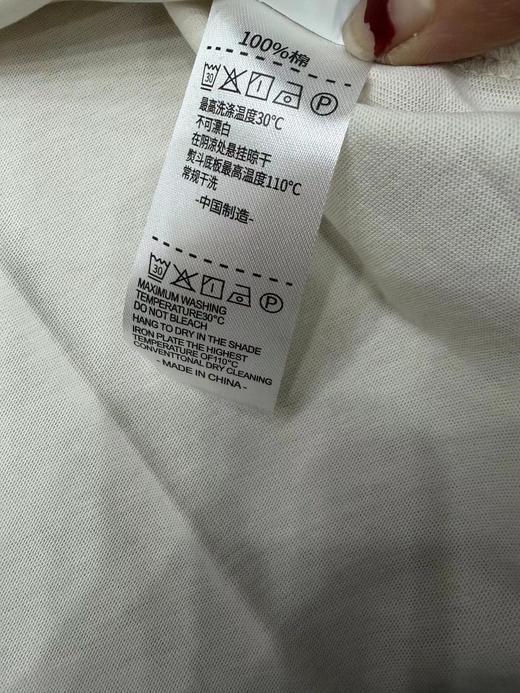 100%棉
30 P
最高洗涤温度30°C
不可漂白
在阴凉处悬挂晾干
熨斗底板最高温度110°C
常规干洗
-中国制造-
30 P
MAXIMUM WASHING
TEMPERATURE30°C
DO NOT BLEACH
HANG TO DRY IN THE SHADE
IRON PLATE THE HIGHEST
TEMPERATURE OF110°C
CONVENTTONAL DRY CLEANING
- MADE IN CHINA -